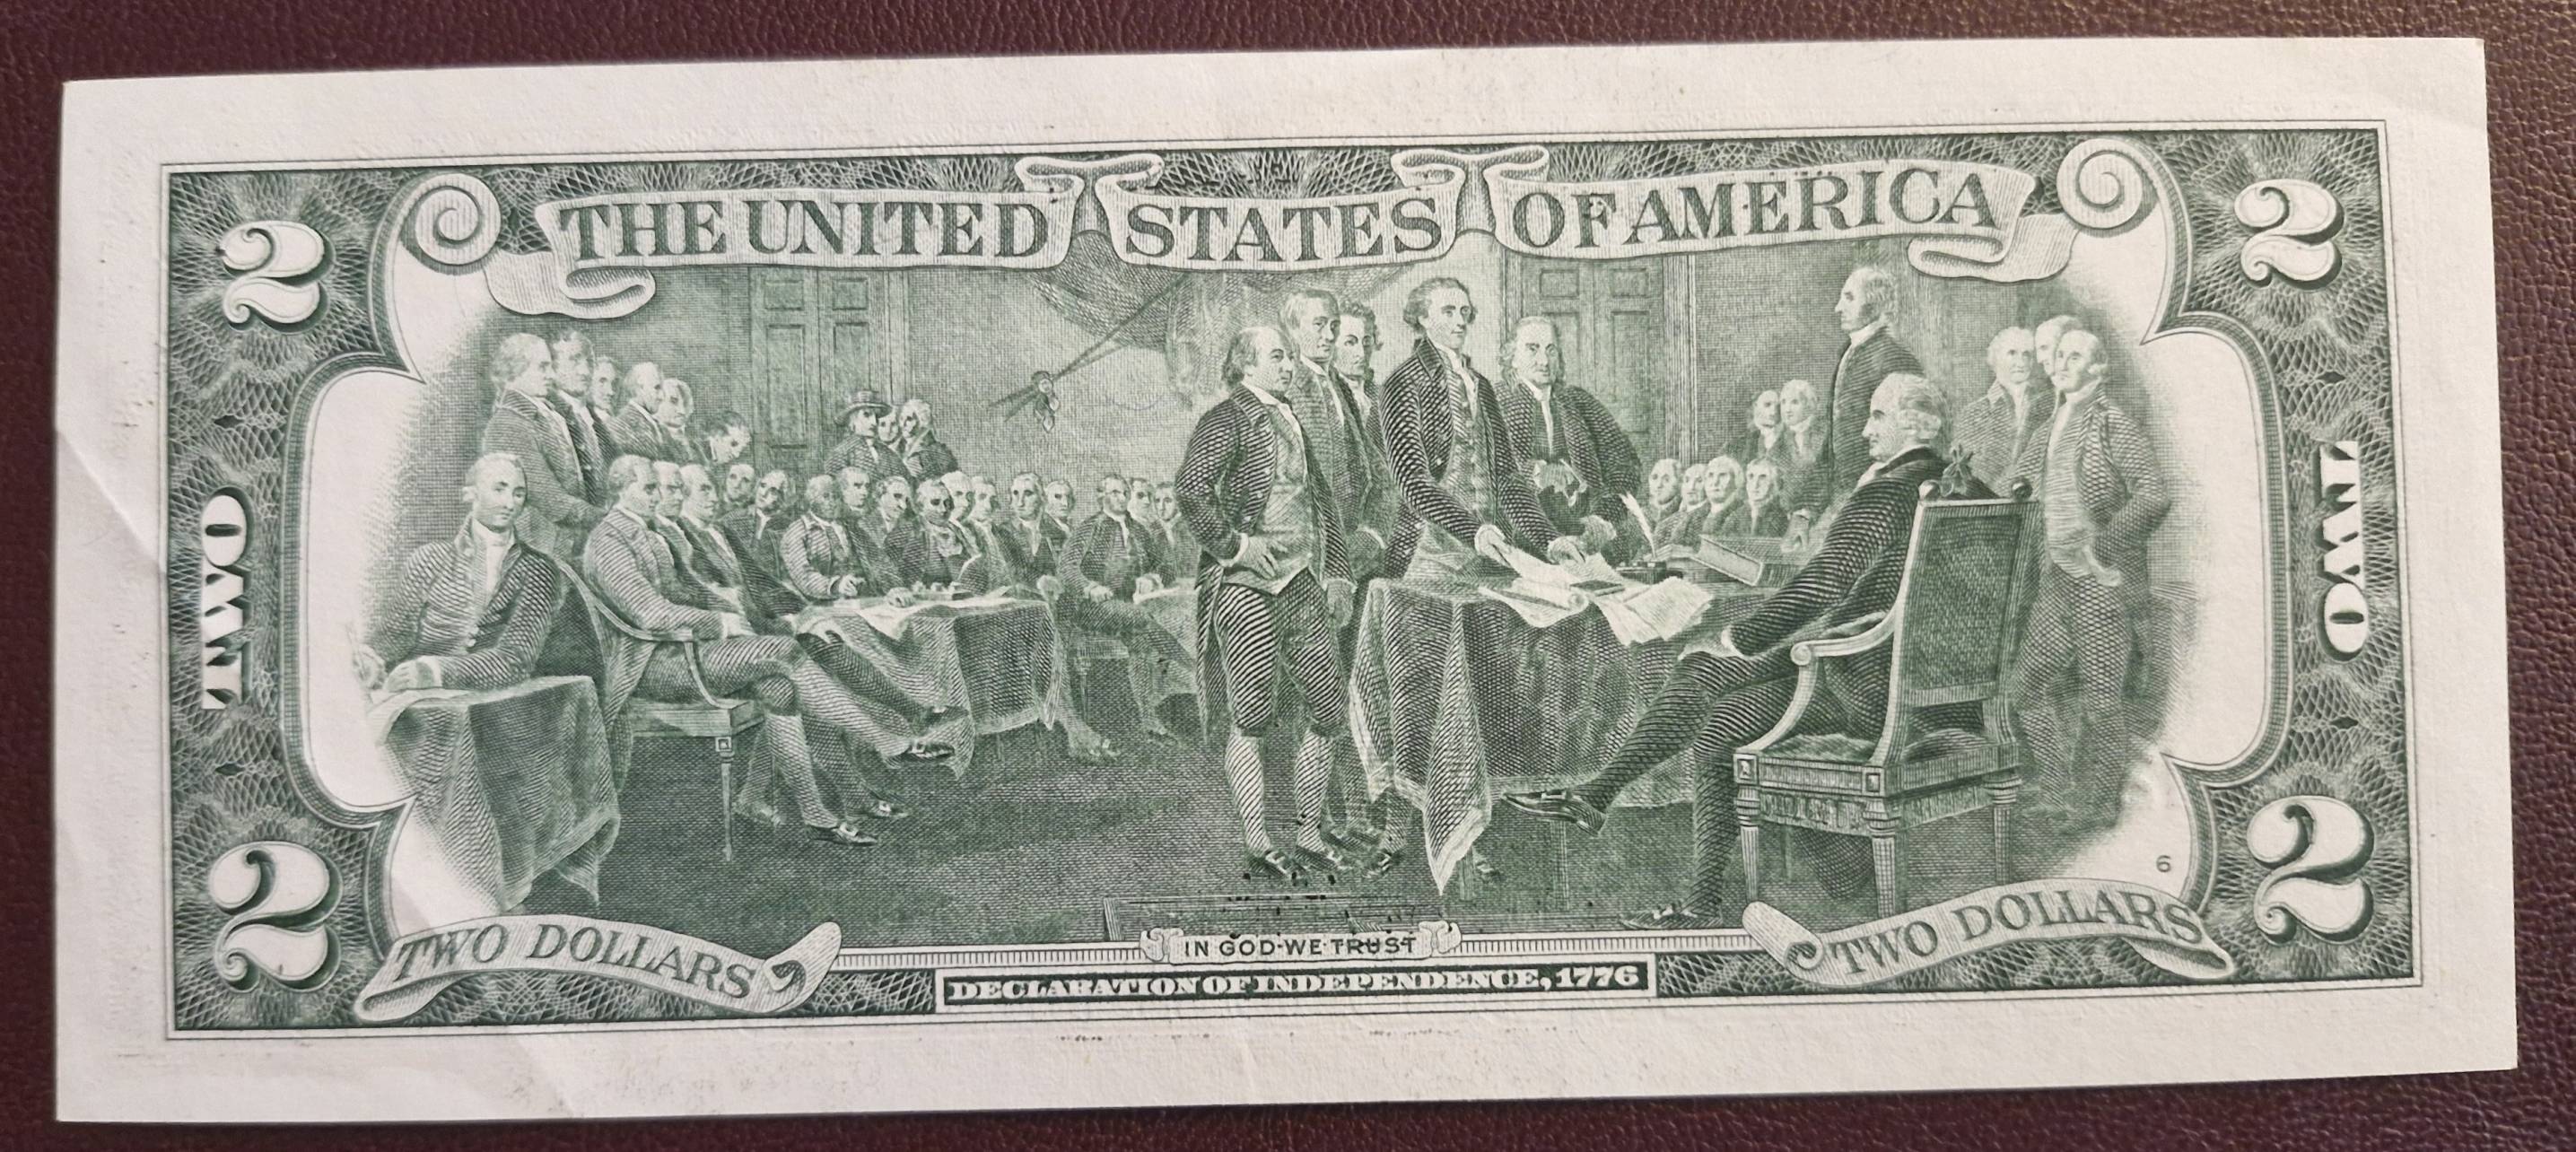 THE UNITED STATES OF AMERICA
2
2
TWO
TWO
2
6
2
TWO DOLLARS
TWO DOLLARS
IN GOD WE TRUST
DECLARATION OF INDEPENDENCE, 1776